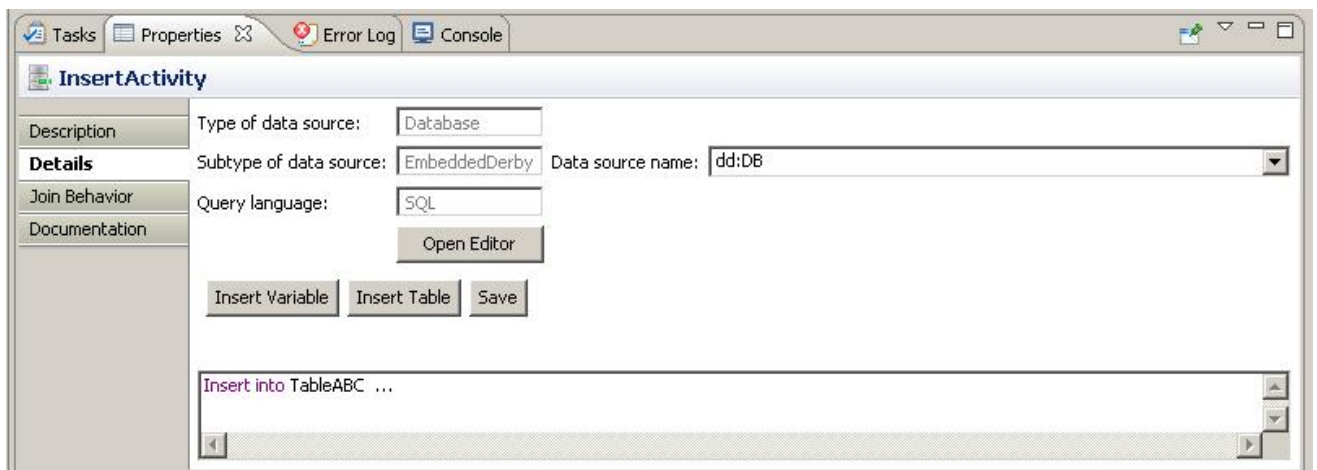 Tasks Properties Error Log Console
InsertActivity
Description
Details
Join Behavior
Documentation
Type of data source: Database
Subtype of data source: EmbeddedDerby Data source name: dd:DB
Query language: SQL
Open Editor
Insert Variable Insert Table Save
Insert into TableABC ...